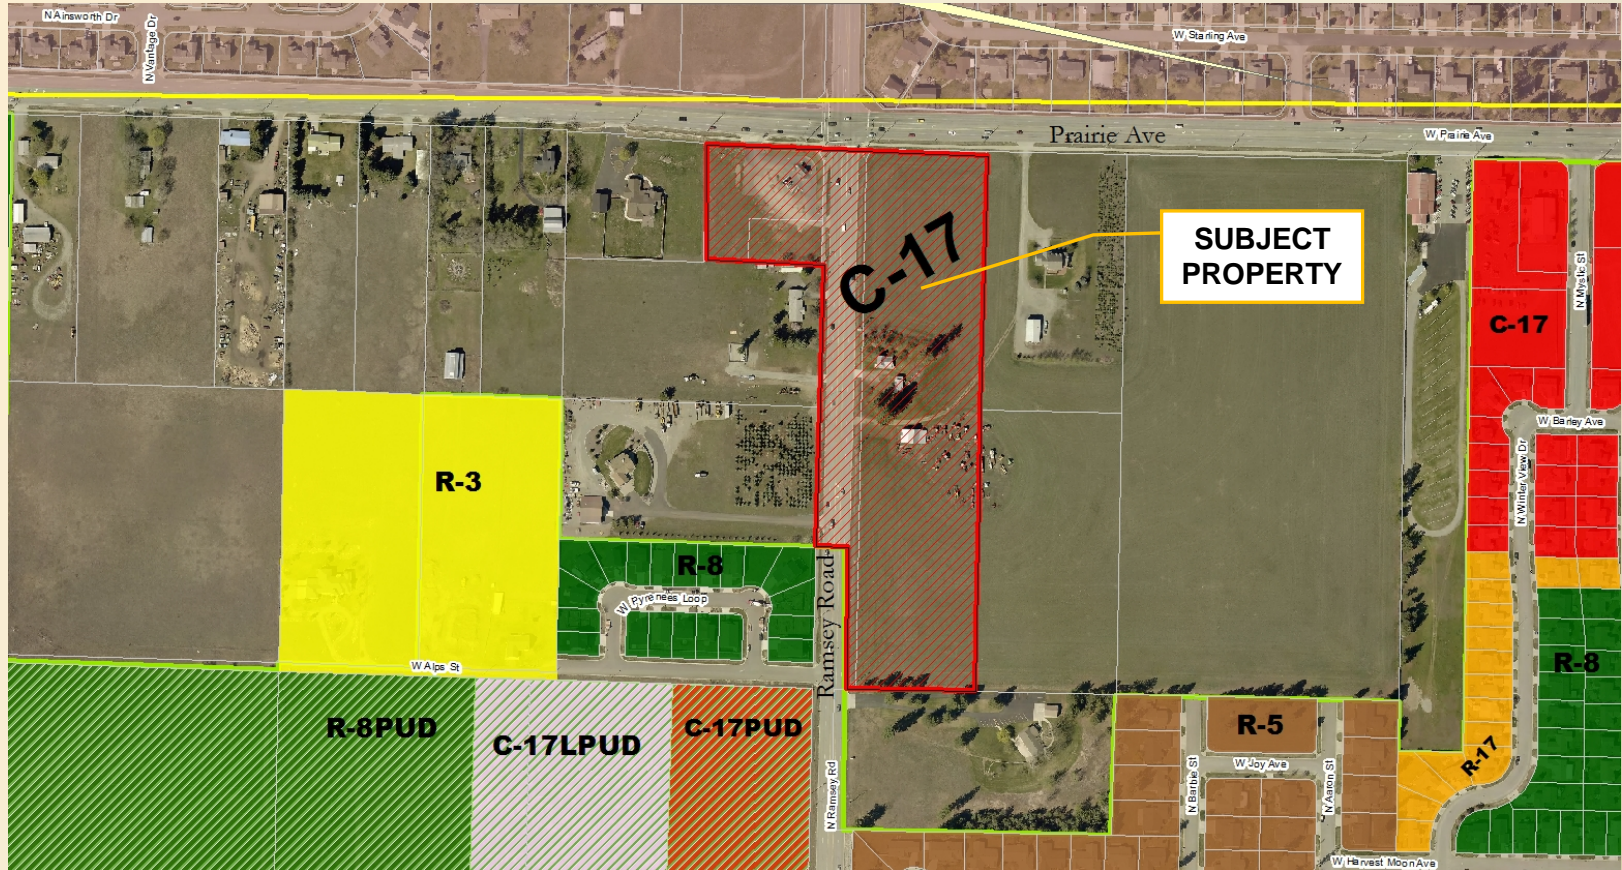 N Ainsworth Dr
N Vantage Dr
W Starling Ave
Prairie Ave
W Prairie Ave
C-17
SUBJECT
PROPERTY
N Mystic St
C-17
W Barley Ave
N Winter View Dr
R-3
R-8
W Pyrenees Loop
Ramsey Road
W Alps St
R-8
R-8PUD
C-17LPUD
C-17PUD
R-5
R-17
W Joy Ave
N Barbie St
N Aaron St
N Ramsey Rd
W Harvest Moon Ave